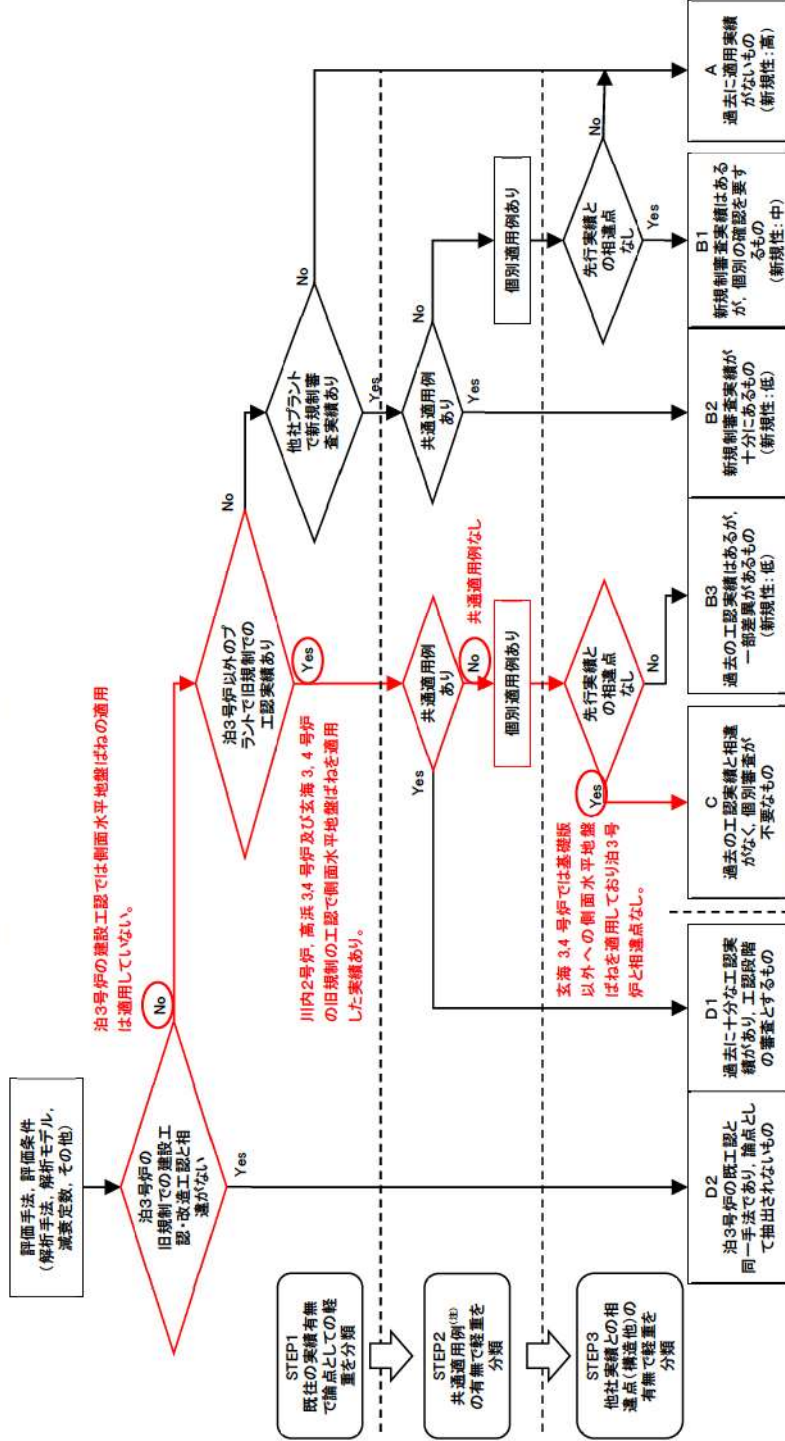 評価手法，評価条件
（解析手法，解析モデル，
減衰定数，その他）
STEP1
既往の実績有無
で論点としての軽
重を分類
泊3号炉の
旧規制での建設工
認・改造工認と相
違がない
No
Yes
泊3号炉の建設工認では側面水平地盤ばねの適用
は適用していない。
泊3号炉以外のプ
ラントで旧規制での
工認実績あり
No
Yes
川内2号炉，高浜3,4 号炉及び玄海 3, 4 号炉
の旧規制の工認で側面水平地盤ばねを適用
した実績あり。
他社プラント
で新規制審
査実績あり
No
Yes
STEP2
共通適用例(注)
の有無で軽重を
分類
共通適用例
あり
Yes
No
共通適用例なし
個別適用例あり
共通適用例
あり
No
Yes
個別適用例あり
STEP3
他社実績との相
違点（構造他）の
有無で軽重を
分類
玄海 3,4 号炉では基礎版
以外への側面水平地盤
ばねを適用しており泊3号
炉と相違点なし。
先行実績と
の相違点
なし
Yes
No
先行実績と
の相違点
なし
No
Yes
D2
泊3号炉の既工認と
同一手法であり，論点とし
て抽出されないもの
D1
過去に十分な工認実
績があり，工認段階
の審査とするもの
C
過去の工認実績と相違
がなく，個別審査が
不要なもの
B3
過去の工認実績はあるが，
一部差異があるもの
（新規性：低）
B2
新規制審査実績が
十分にあるもの
（新規性：低）
B1
新規制審査実績はある
が，個別の確認を要す
るもの
（新規性：中）
A
過去に適用実績
がないもの
（新規性：高）